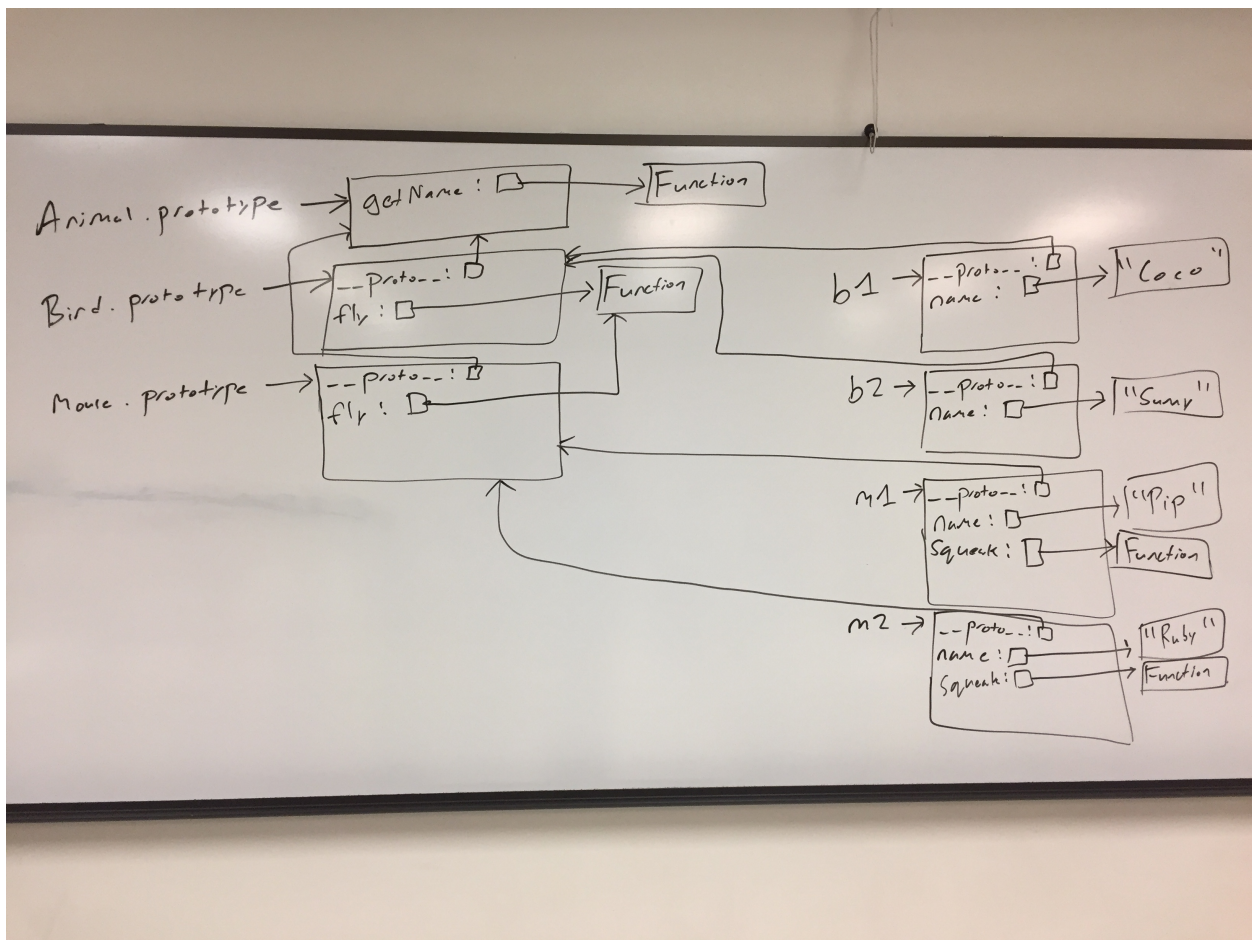 Animal.prototype
getName:
Function
Bird.prototype
__proto__:
fly:
Function
Mouse.prototype
__proto__:
fly:
b1
__proto__:
name:
"Coco"
b2
__proto__:
name:
m1
__proto__:
name:
"Pip"
Squeak:
Function
m2
__proto__:
name:
"Ruby"
Squeak:
Function